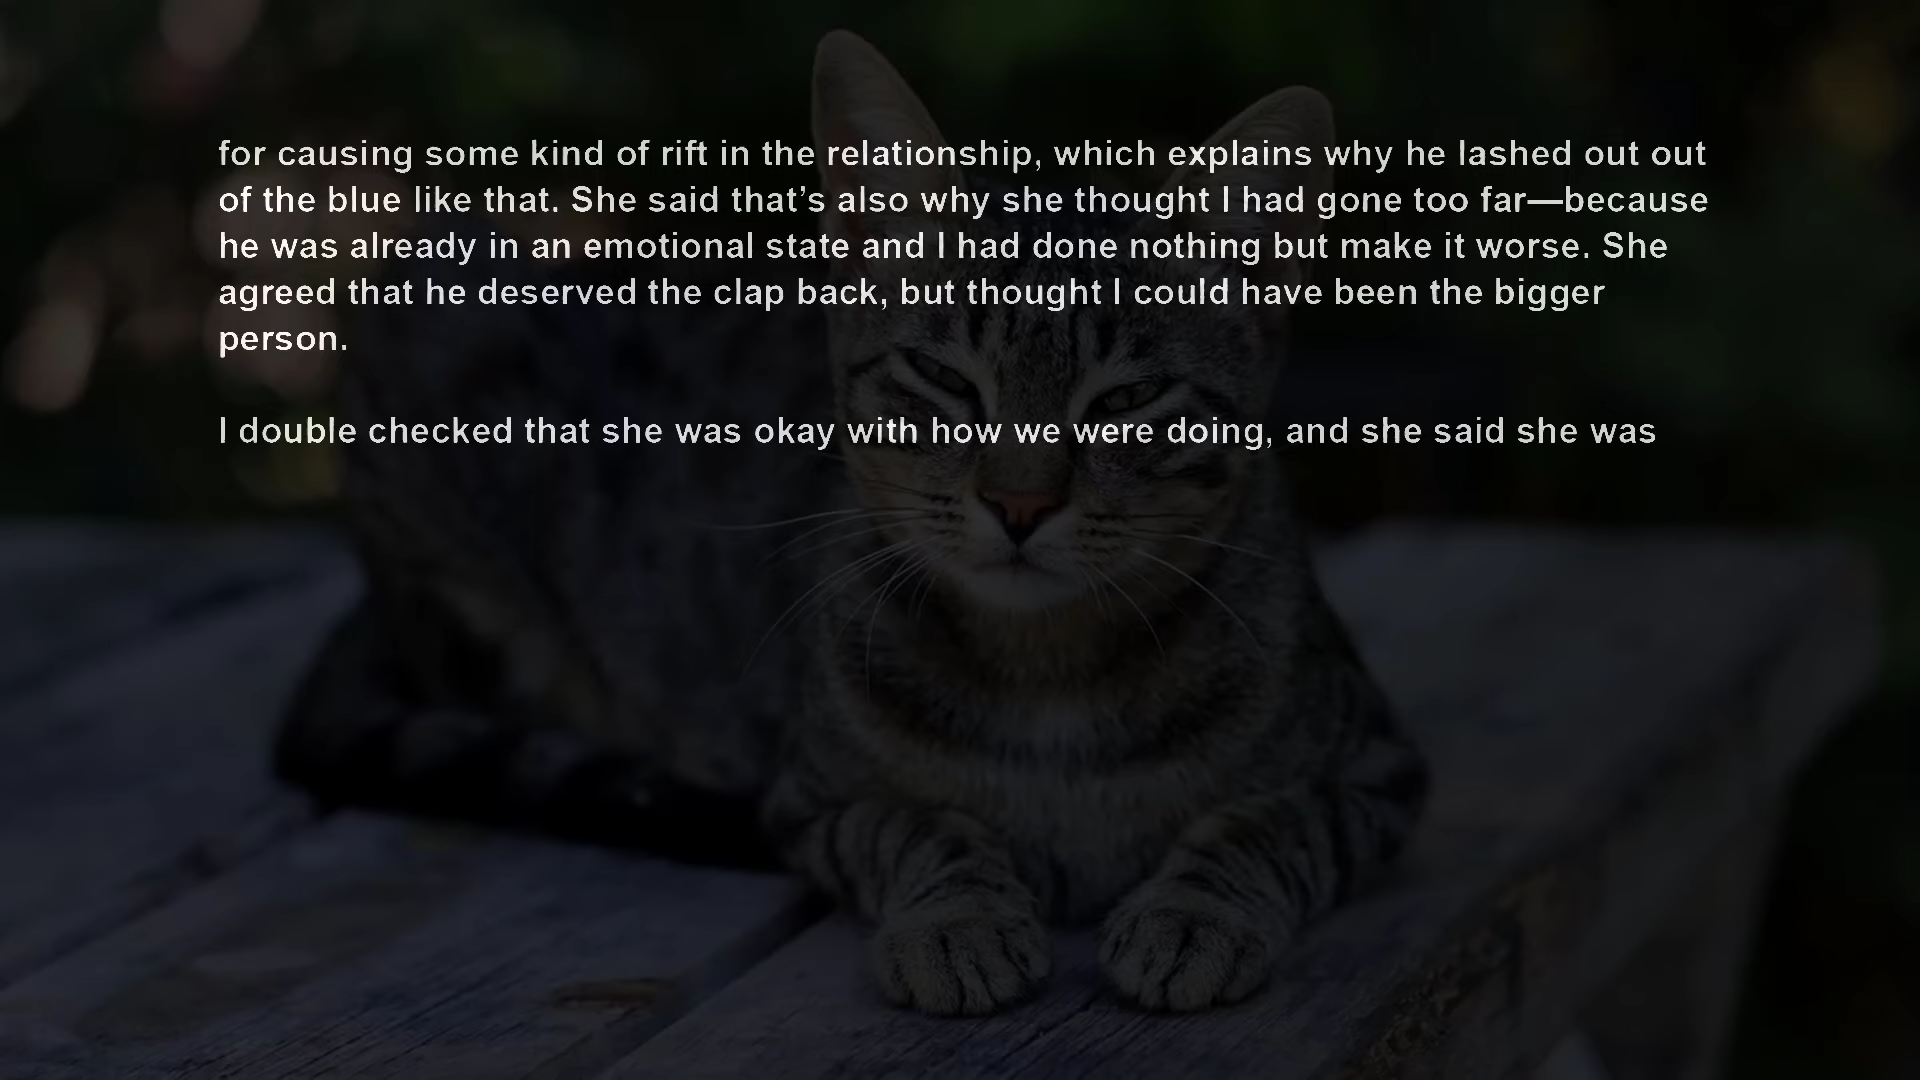 for causing some kind of rift in the relationship, which explains why he lashed out out
of the blue like that. She said that’s also why she thought I had gone too far—because
he was already in an emotional state and I had done nothing but make it worse. She
agreed that he deserved the clap back, but thought I could have been the bigger
person.
I double checked that she was okay with how we were doing, and she said she was